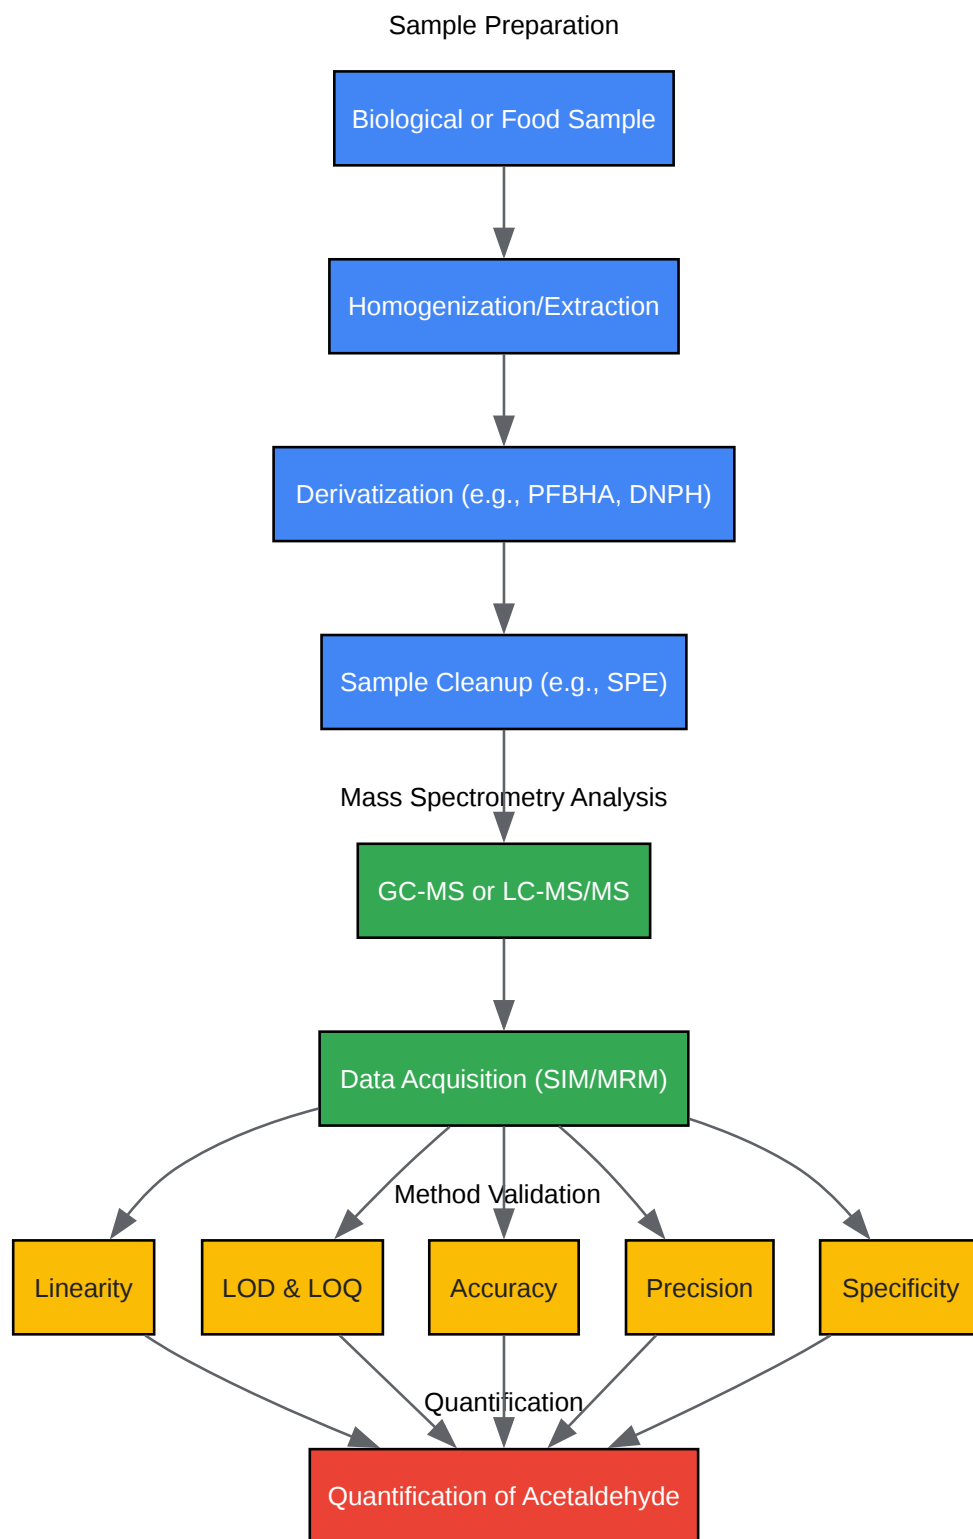 Sample Preparation
Biological or Food Sample
Homogenization/Extraction
Derivatization (e.g., PFBHA, DNPH)
Sample Cleanup (e.g., SPE)
Mass Spectrometry Analysis
GC-MS or LC-MS/MS
Data Acquisition (SIM/MRM)
Method Validation
Linearity
LOD & LOQ
Accuracy
Precision
Specificity
Quantification
Quantification of Acetaldehyde